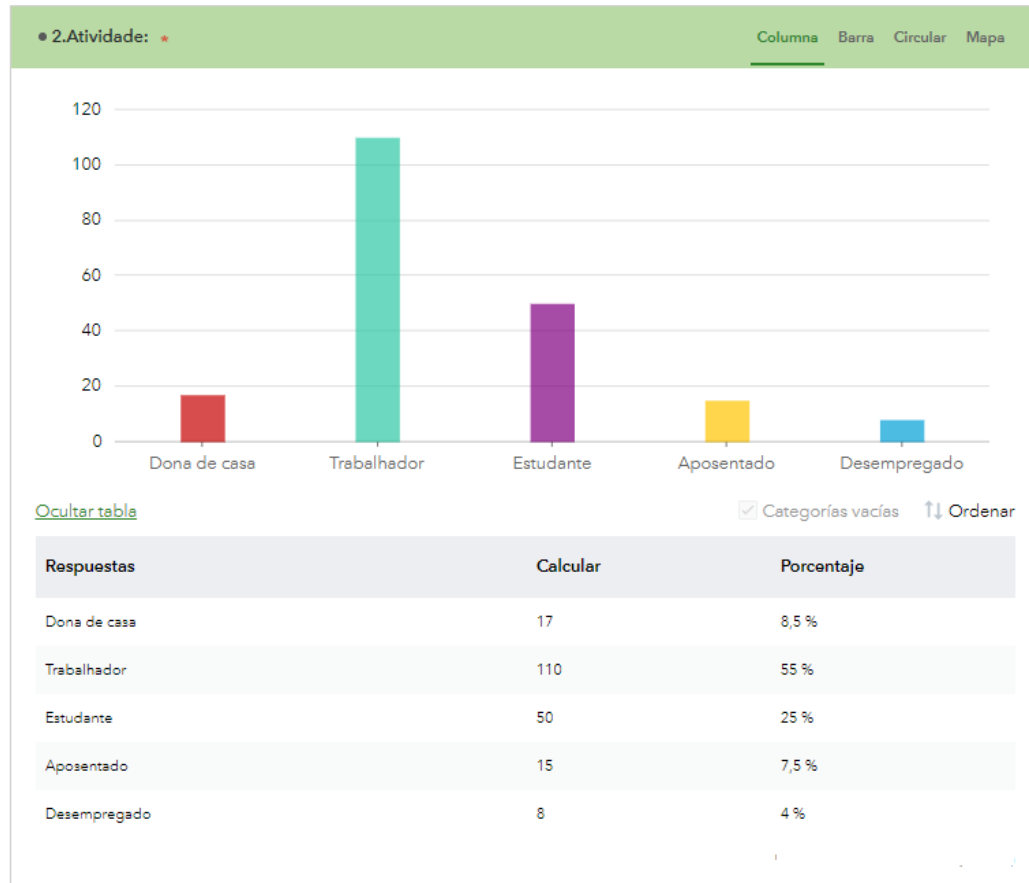 • 2.Atividade: *
Columna Barra Circular Mapa
120
100
80
60
40
20
0
Dona de casa Trabalhador Estudante Aposentado Desempregado
Ocultar tabla Categorías vacías Ordenar
Respuestas Calcular Porcentaje
Dona de casa 17 8,5 %
Trabalhador 110 55 %
Estudante 50 25 %
Aposentado 15 7,5 %
Desempregado 8 4 %